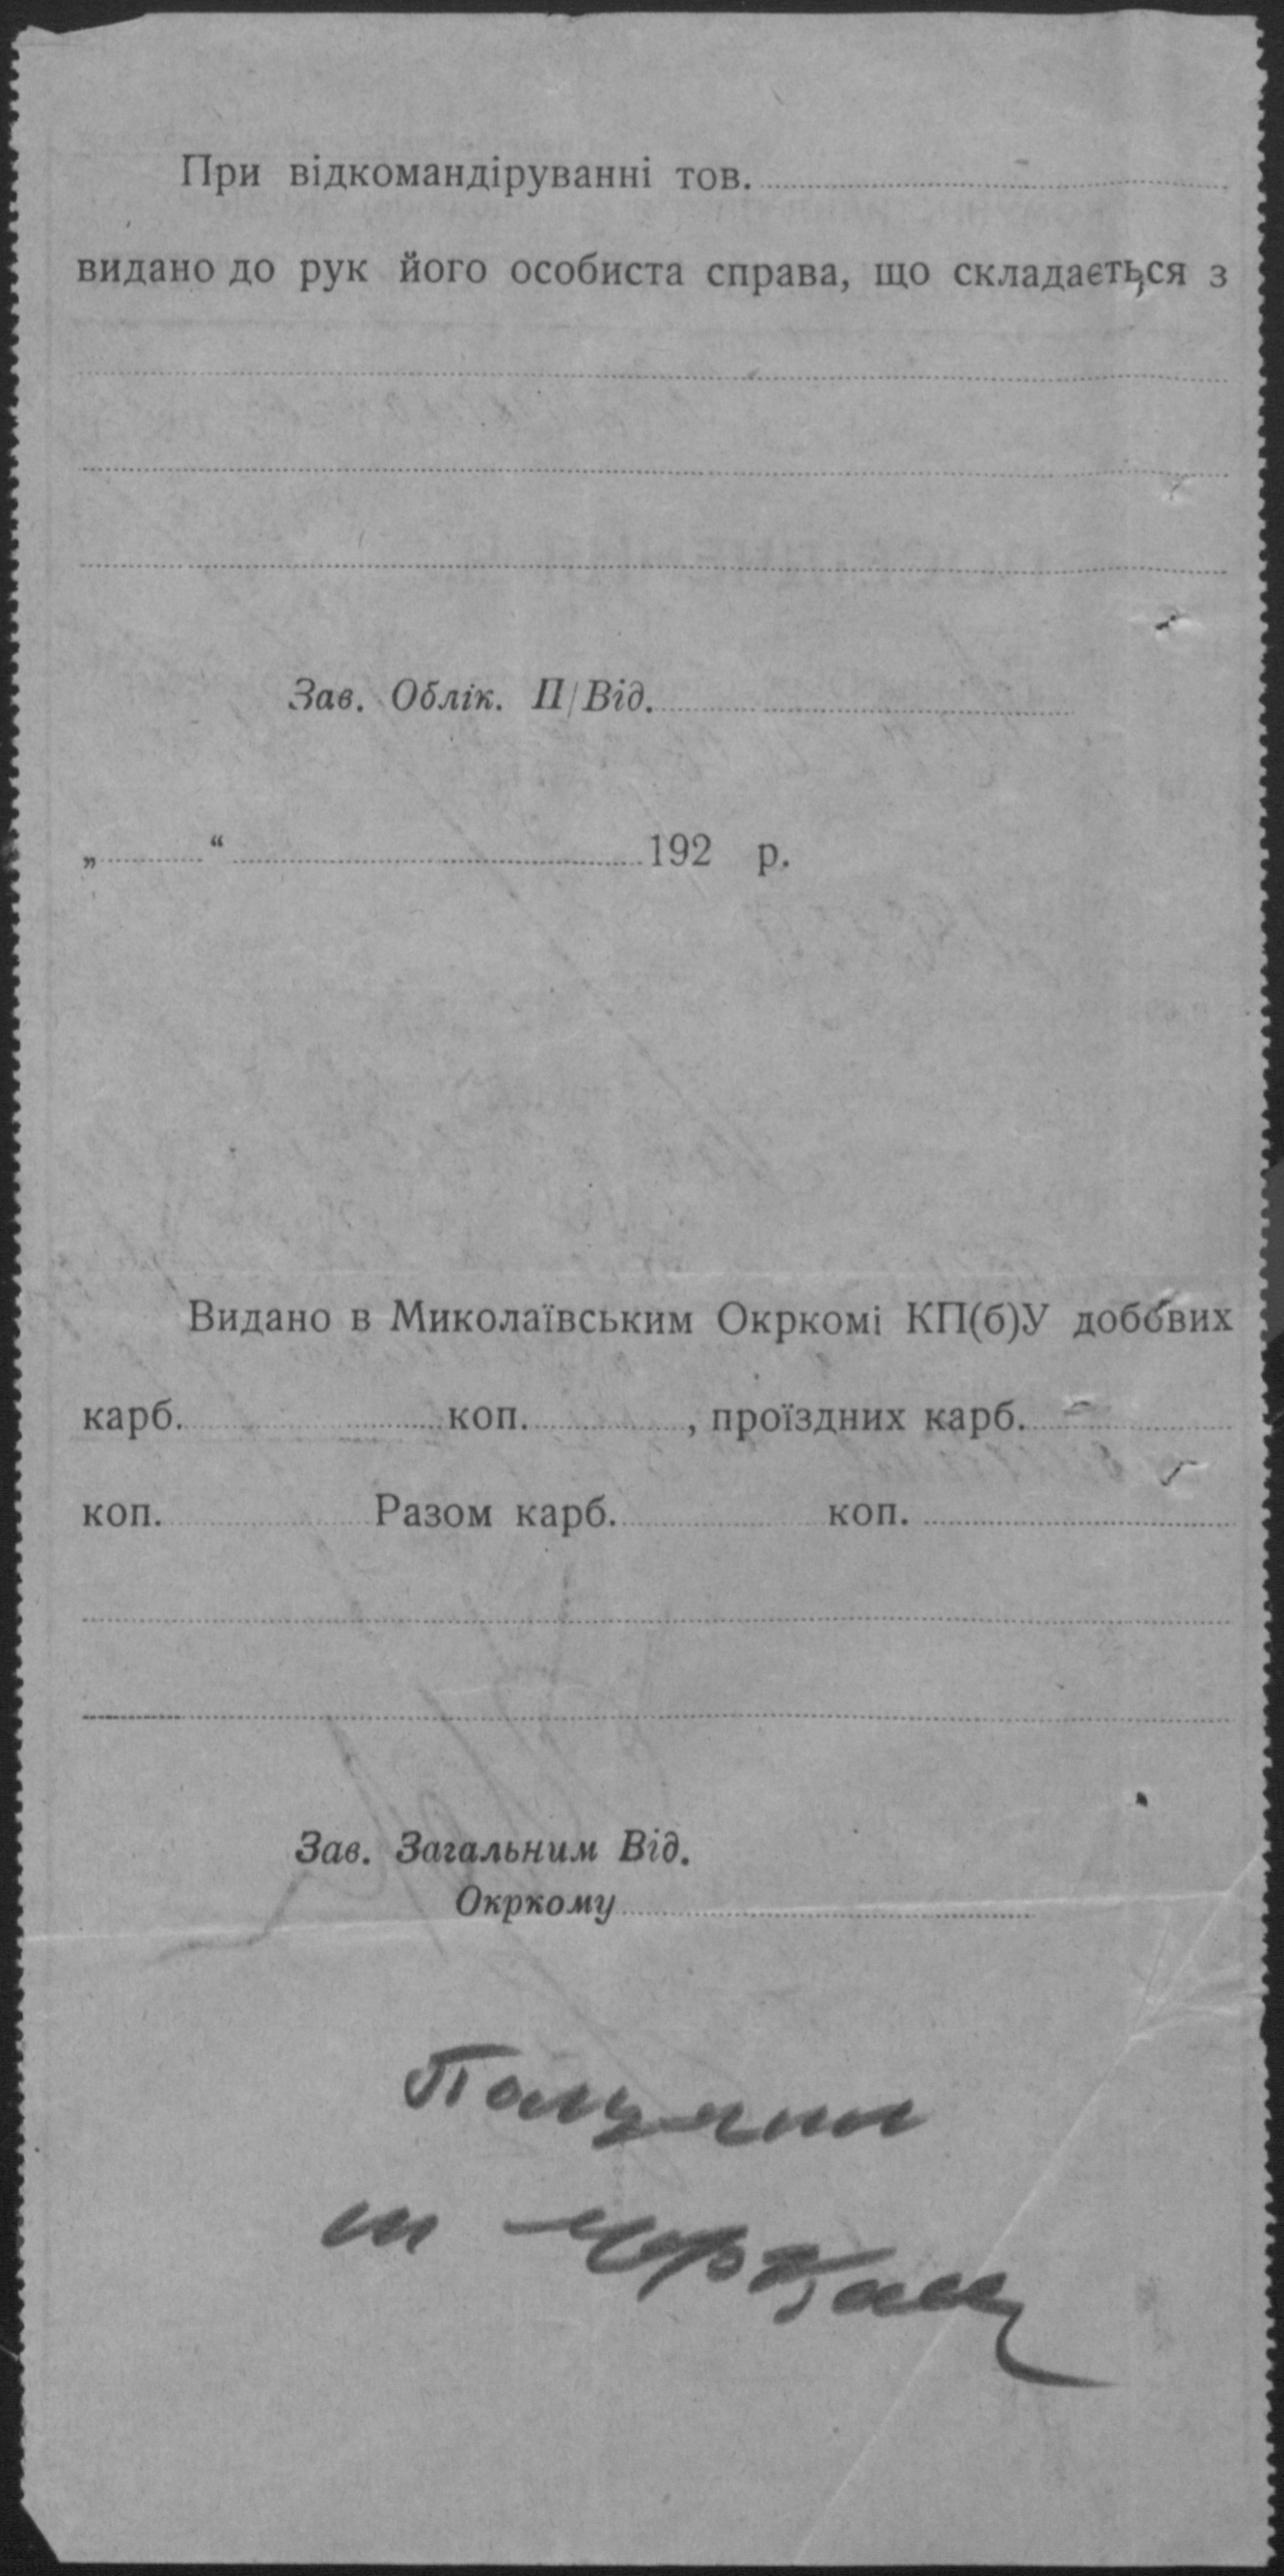 При відкомандіруванні тов.
видано до рук його особиста справа, що складається з
Зав. Облік. П/Від.
„ “ 192 р.
Видано в Миколаївським Окркомі КП(б)У добових
карб. коп. , проїздних карб.
коп. Разом карб. коп.
Зав. Загальним Від.
Окркому
Получил